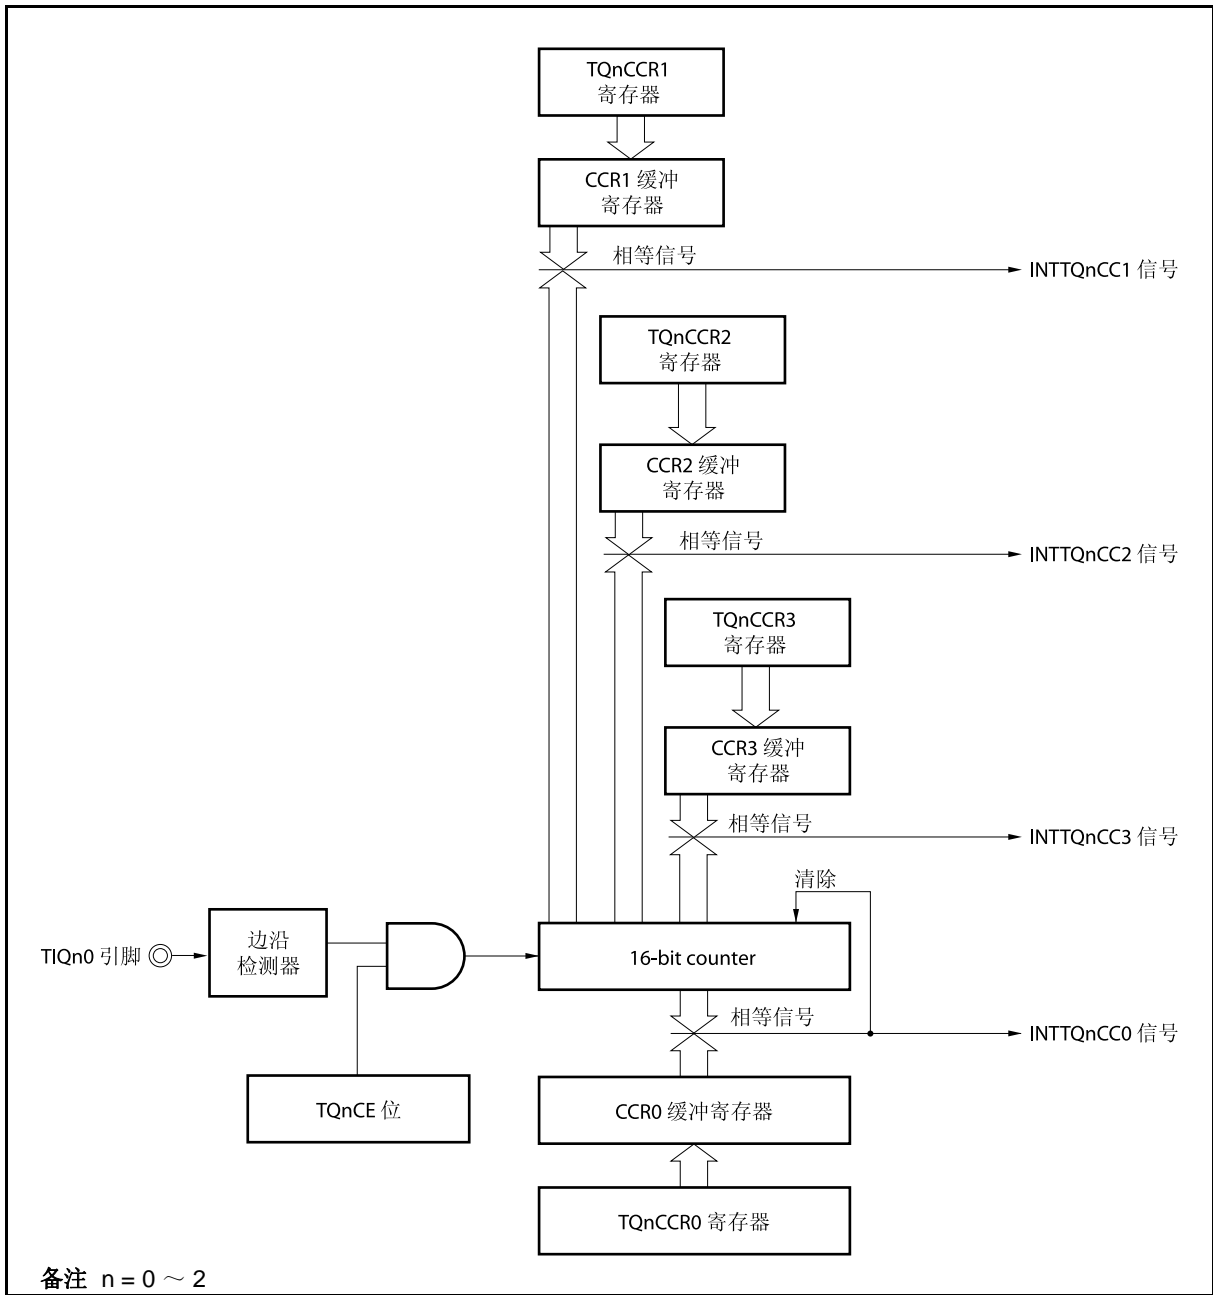 TQnCCR1
寄存器
CCR1 缓冲
寄存器
相等信号
INTTQnCC1 信号
TQnCCR2
寄存器
CCR2 缓冲
寄存器
相等信号
INTTQnCC2 信号
TQnCCR3
寄存器
CCR3 缓冲
寄存器
相等信号
INTTQnCC3 信号
清除
TIQn0 引脚
边沿
检测器
16-bit counter
相等信号
INTTQnCC0 信号
TQnCE 位
CCR0 缓冲寄存器
TQnCCR0 寄存器
备注 n = 0 ～ 2